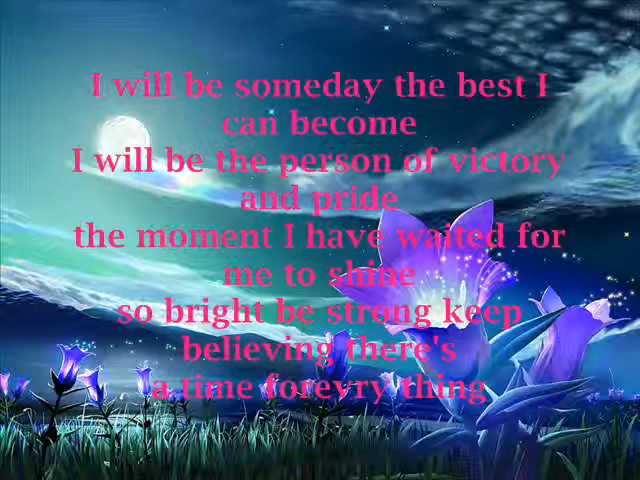 I will be someday the best I
can become
I will be the person of victory
and pride
the moment I have waited for
me to shine
so bright be strong keep
believing there's
a time forevry thing